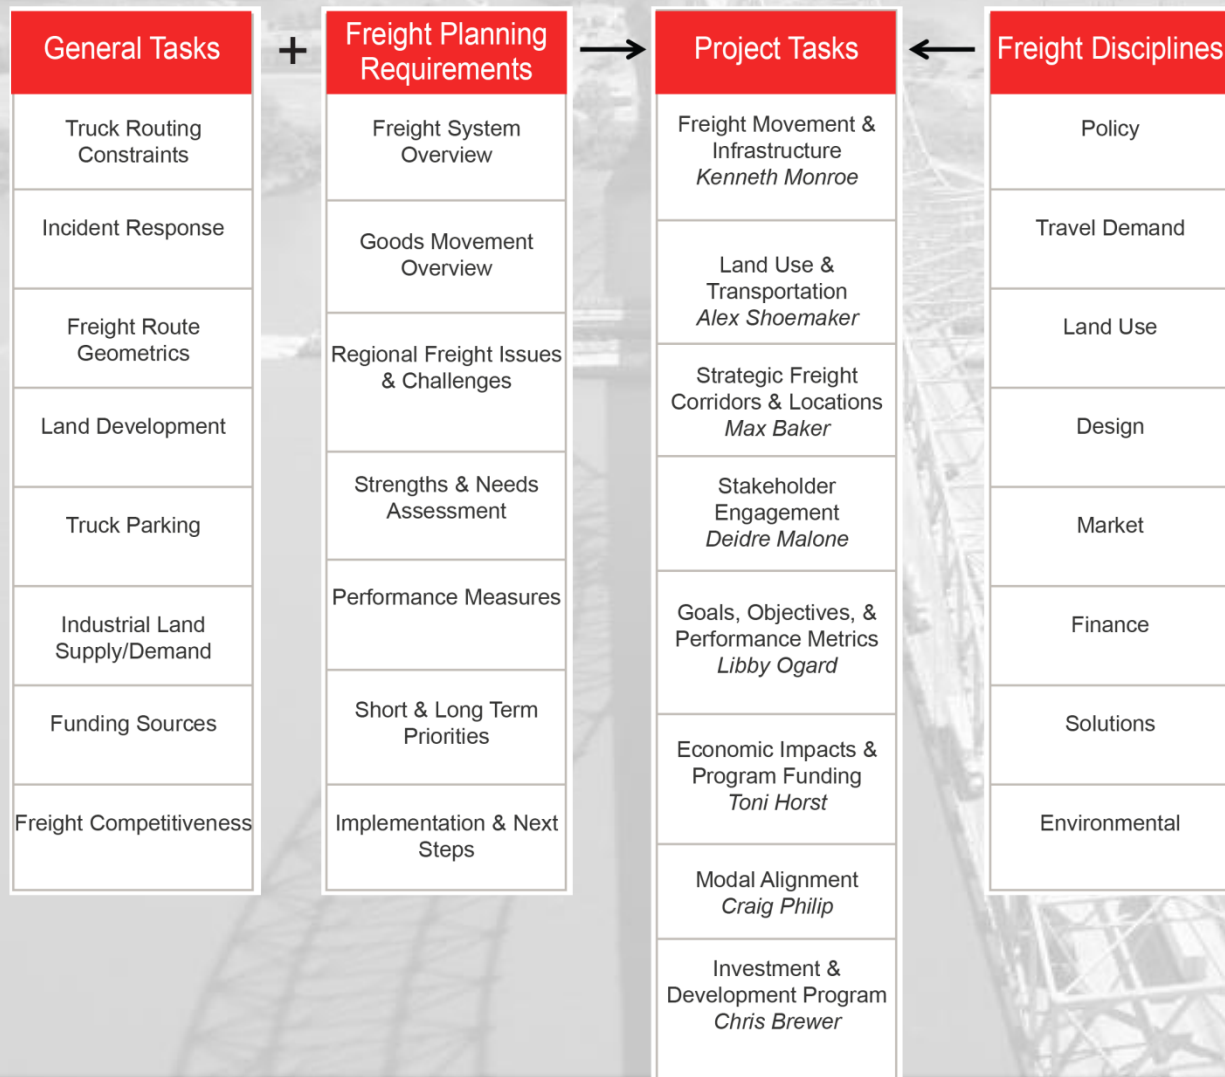 General Tasks
Truck Routing
Constraints
Incident Response
Freight Route
Geometrics
Land Development
Truck Parking
Industrial Land
Supply/Demand
Funding Sources
Freight Competitiveness
+
Freight Planning
Requirements
Freight System
Overview
Goods Movement
Overview
Regional Freight Issues
& Challenges
Strengths & Needs
Assessment
Performance Measures
Short & Long Term
Priorities
Implementation & Next
Steps
Project Tasks
Freight Movement &
Infrastructure
Kenneth Monroe
Land Use &
Transportation
Alex Shoemaker
Strategic Freight
Corridors & Locations
Max Baker
Stakeholder
Engagement
Deidre Malone
Goals, Objectives, &
Performance Metrics
Libby Ogard
Economic Impacts &
Program Funding
Toni Horst
Modal Alignment
Craig Philip
Investment &
Development Program
Chris Brewer
Freight Disciplines
Policy
Travel Demand
Land Use
Design
Market
Finance
Solutions
Environmental